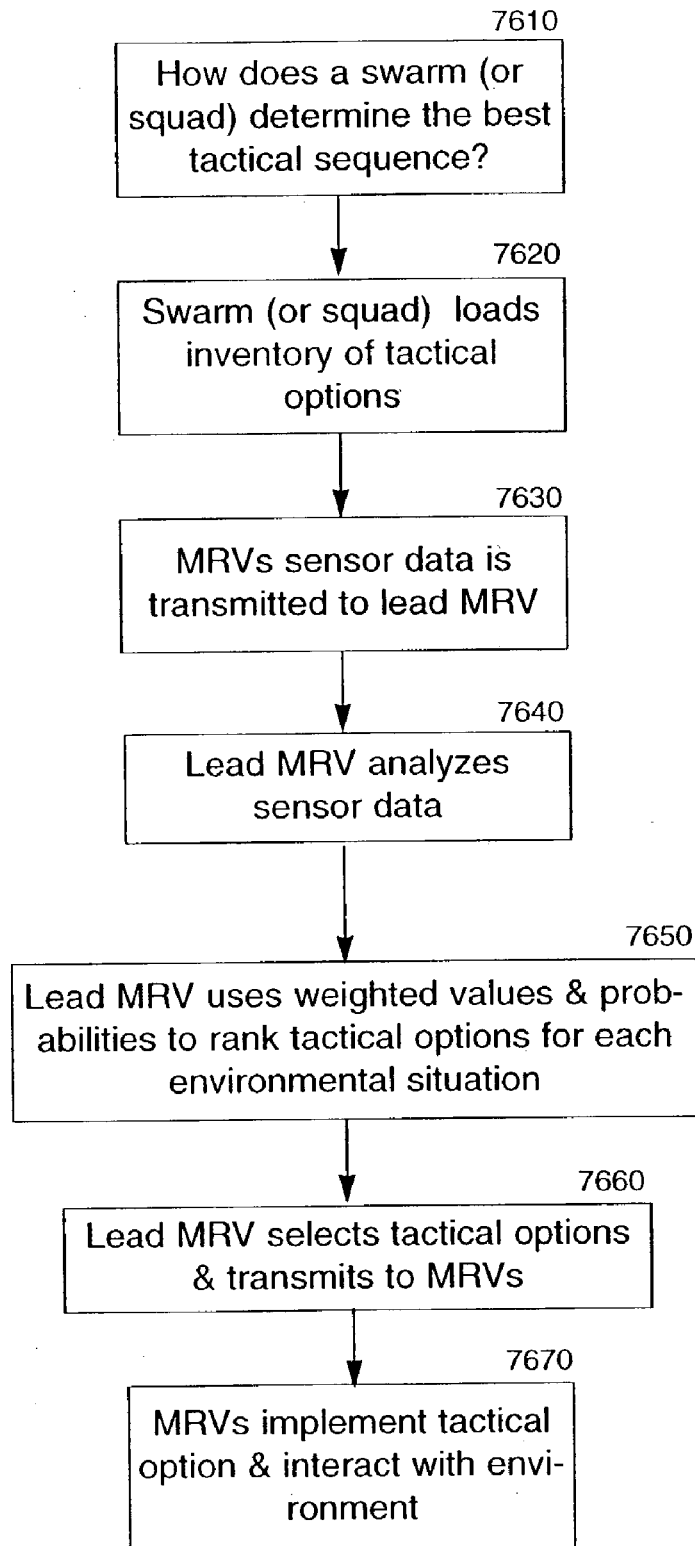 7610
How does a swarm (or
squad) determine the best
tactical sequence?
7620
Swarm (or squad) loads
inventory of tactical
options
7630
MRVs sensor data is
transmitted to lead MRV
7640
Lead MRV analyzes
sensor data
7650
Lead MRV uses weighted values & prob-
abilities to rank tactical options for each
environmental situation
7660
Lead MRV selects tactical options
& transmits to MRVs
7670
MRVs implement tactical
option & interact with envi-
ronment